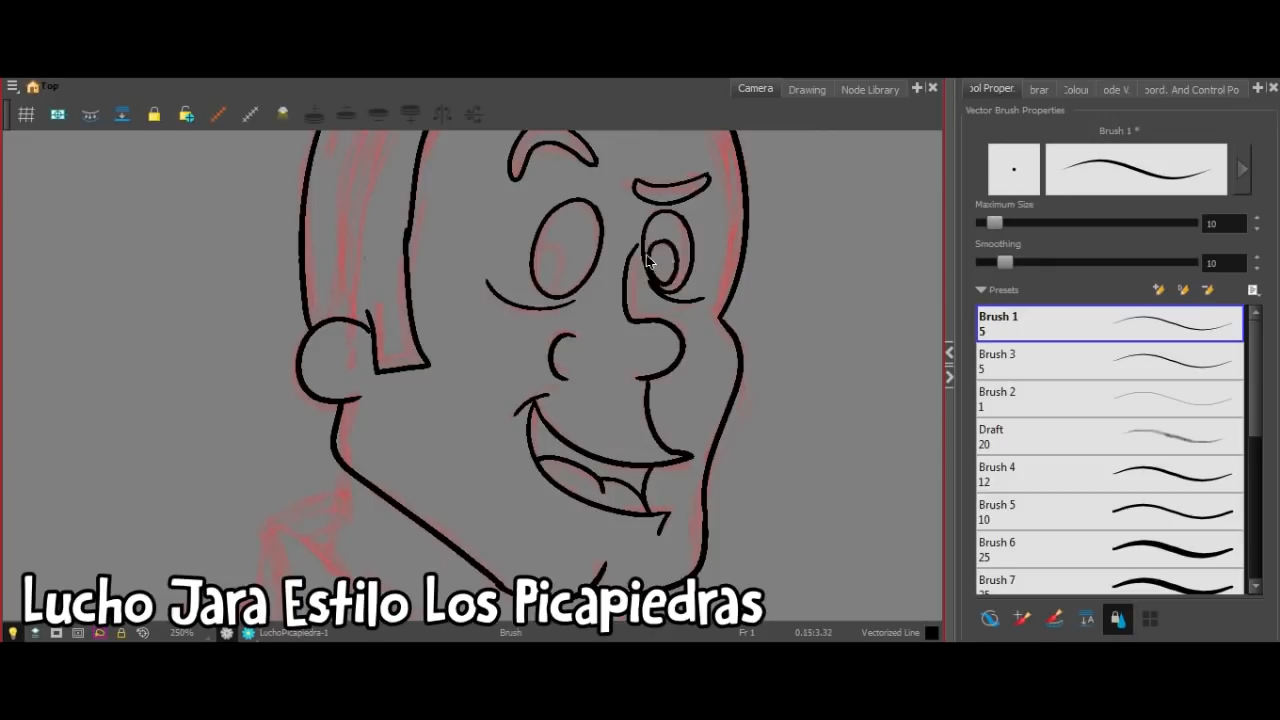 Top
Camera
Drawing
Node Library
ool Proper.
brar
Colou
ode V.
oord. And Control Po
Vector Brush Properties
Brush 1 *
Maximum Size
10
Smoothing
10
Presets
Brush 1
5
Brush 3
5
Brush 2
1
Draft
20
Brush 4
12
Brush 5
10
Brush 6
25
Brush 7
Lucho Jara Estilo Los Picapiedras
250%
LuchoPicapiedra-1
Brush
Fr 1
Vectorized Line